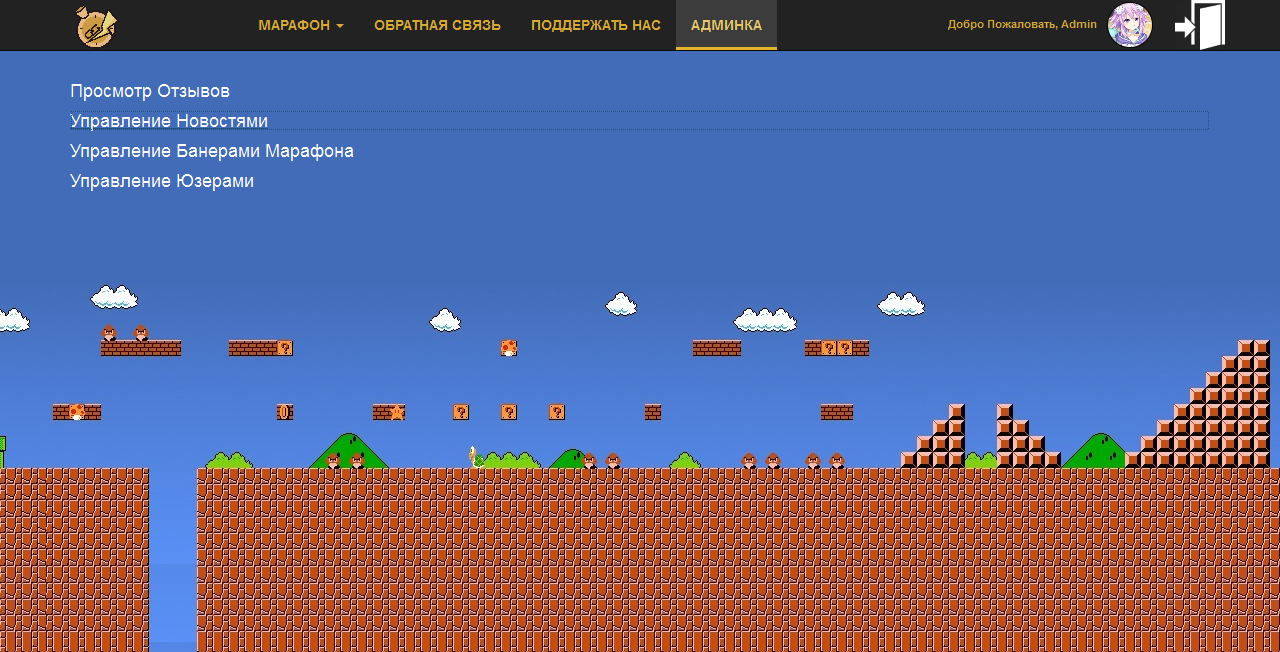 МАРАФОН ОБРАТНАЯ СВЯЗЬ ПОДДЕРЖАТЬ НАС АДМИНКА Добро Пожаловать, Admin
Просмотр Отзывов
Управление Новостями
Управление Банерами Марафона
Управление Юзерами
? ? ?
? ? ?